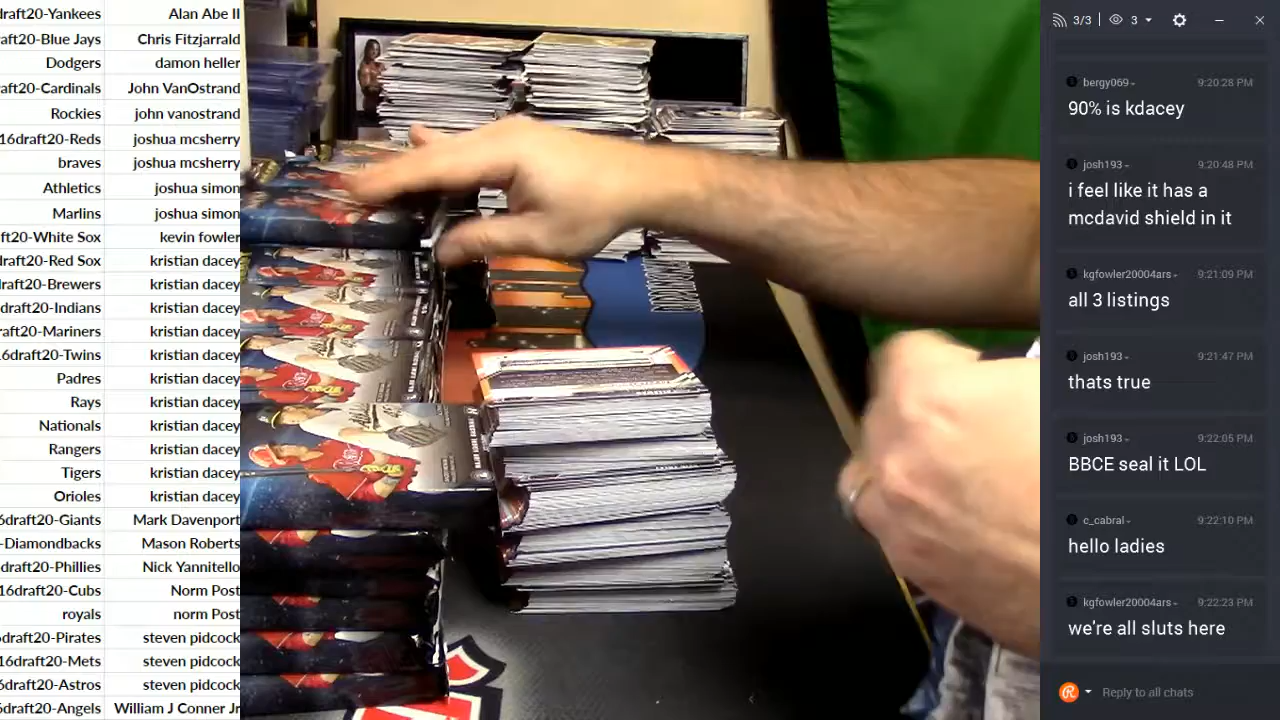 draft20-Yankees Alan Abe II
aft20-Blue Jays Chris Fitzjarrald
Dodgers damon heller
raft20-Cardinals John VanOstrand
Rockies john vanostrand
16draft20-Reds joshua mcsherry
braves joshua mcsherry
Athletics joshua simon
Marlins joshua simon
ft20-White Sox kevin fowler
draft20-Red Sox kristian dacey
raft20-Brewers kristian dacey
draft20-Indians kristian dacey
aft20-Mariners kristian dacey
16draft20-Twins kristian dacey
Padres kristian dacey
Rays kristian dacey
Nationals kristian dacey
Rangers kristian dacey
Tigers kristian dacey
Orioles kristian dacey
6draft20-Giants Mark Davenport
-Diamondbacks Mason Roberts
draft20-Phillies Nick Yannitello
16draft20-Cubs Norm Post
royals norm Post
draft20-Pirates steven pidcock
16draft20-Mets steven pidcock
6draft20-Astros steven pidcock
6draft20-Angels William J Conner Jr
3/3 3
bergy069 9:20:28 PM
90% is kdacey
josh193 9:20:48 PM
i feel like it has a
mcdavid shield in it
kgfowler20004ars 9:21:09 PM
all 3 listings
josh193 9:21:47 PM
thats true
josh193 9:22:05 PM
BBCE seal it LOL
c_cabral 9:22:10 PM
hello ladies
kgfowler20004ars 9:22:23 PM
we're all sluts here
Reply to all chats